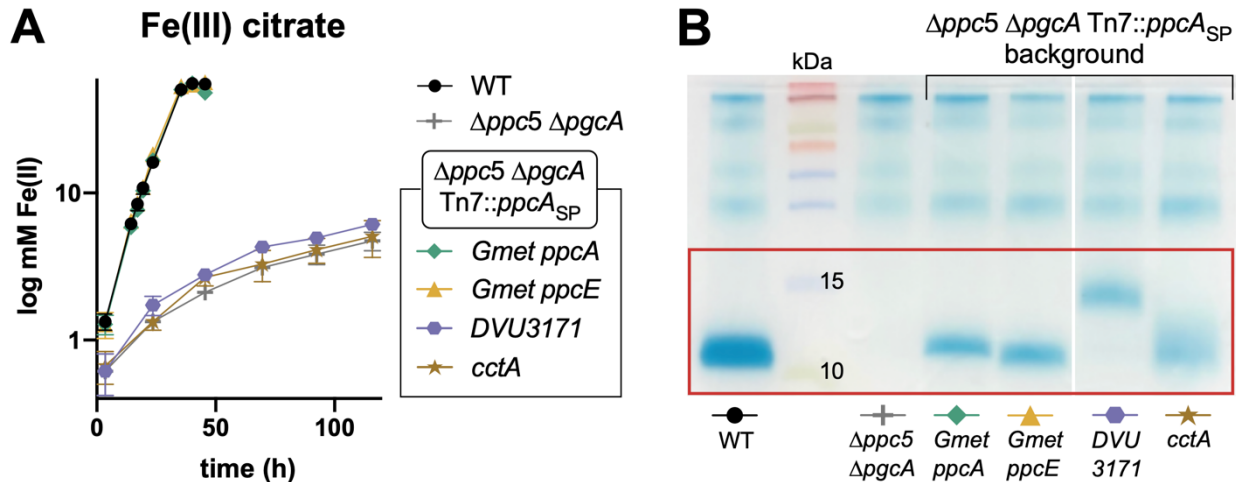 A
Fe(III) citrate
log mM Fe(II)
10
1
0
50
100
time (h)
WT
Δppc5 ΔpgcA
Δppc5 ΔpgcA
Tn7::ppcA_SP
Gmet ppcA
Gmet ppcE
DVU3171
cctA
B
Δppc5 ΔpgcA Tn7::ppcA_SP
background
kDa
15
10
WT
Δppc5
ΔpgcA
Gmet
ppcA
Gmet
ppcE
DVU
3171
cctA